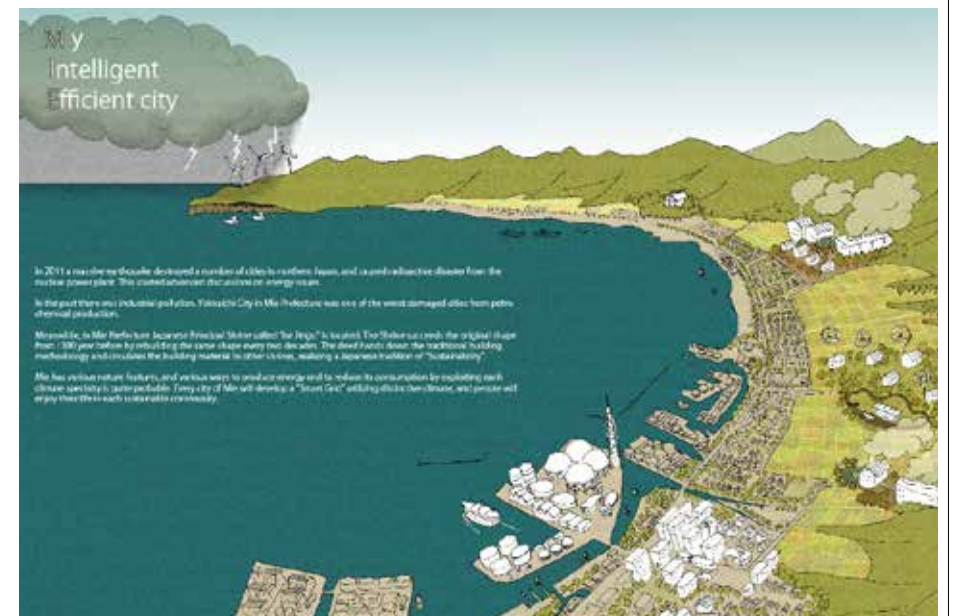 My
Intelligent
Efficient city
In 2011 a massive earthquake destroyed a number of cities in northern Japan, and caused radioactive disaster from the
nuclear power plant. This started advanced discussions on energy issues.
In the past there was industrial pollution. Yokkaichi City in Mie Prefecture was one of the worst damaged cities from petro
chemical production.
Meanwhile, in Mie Prefecture Japanese Principal Shrine called "Ise Jingu" is located. The Shrine succeeds the original shape
from 1300 year before by rebuilding the same shape every two decades. The deed hands down the traditional building
methodology and circulates the building material to other shrines, realizing a Japanese tradition of "Sustainability".
Mie has various nature features, and various ways to produce energy and to reduce its consumption by exploiting each
climate specialty is quite probable. Every city of Mie will develop a "Smart Grid" utilizing distinctive climate, and people will
enjoy their life in each sustainable community.